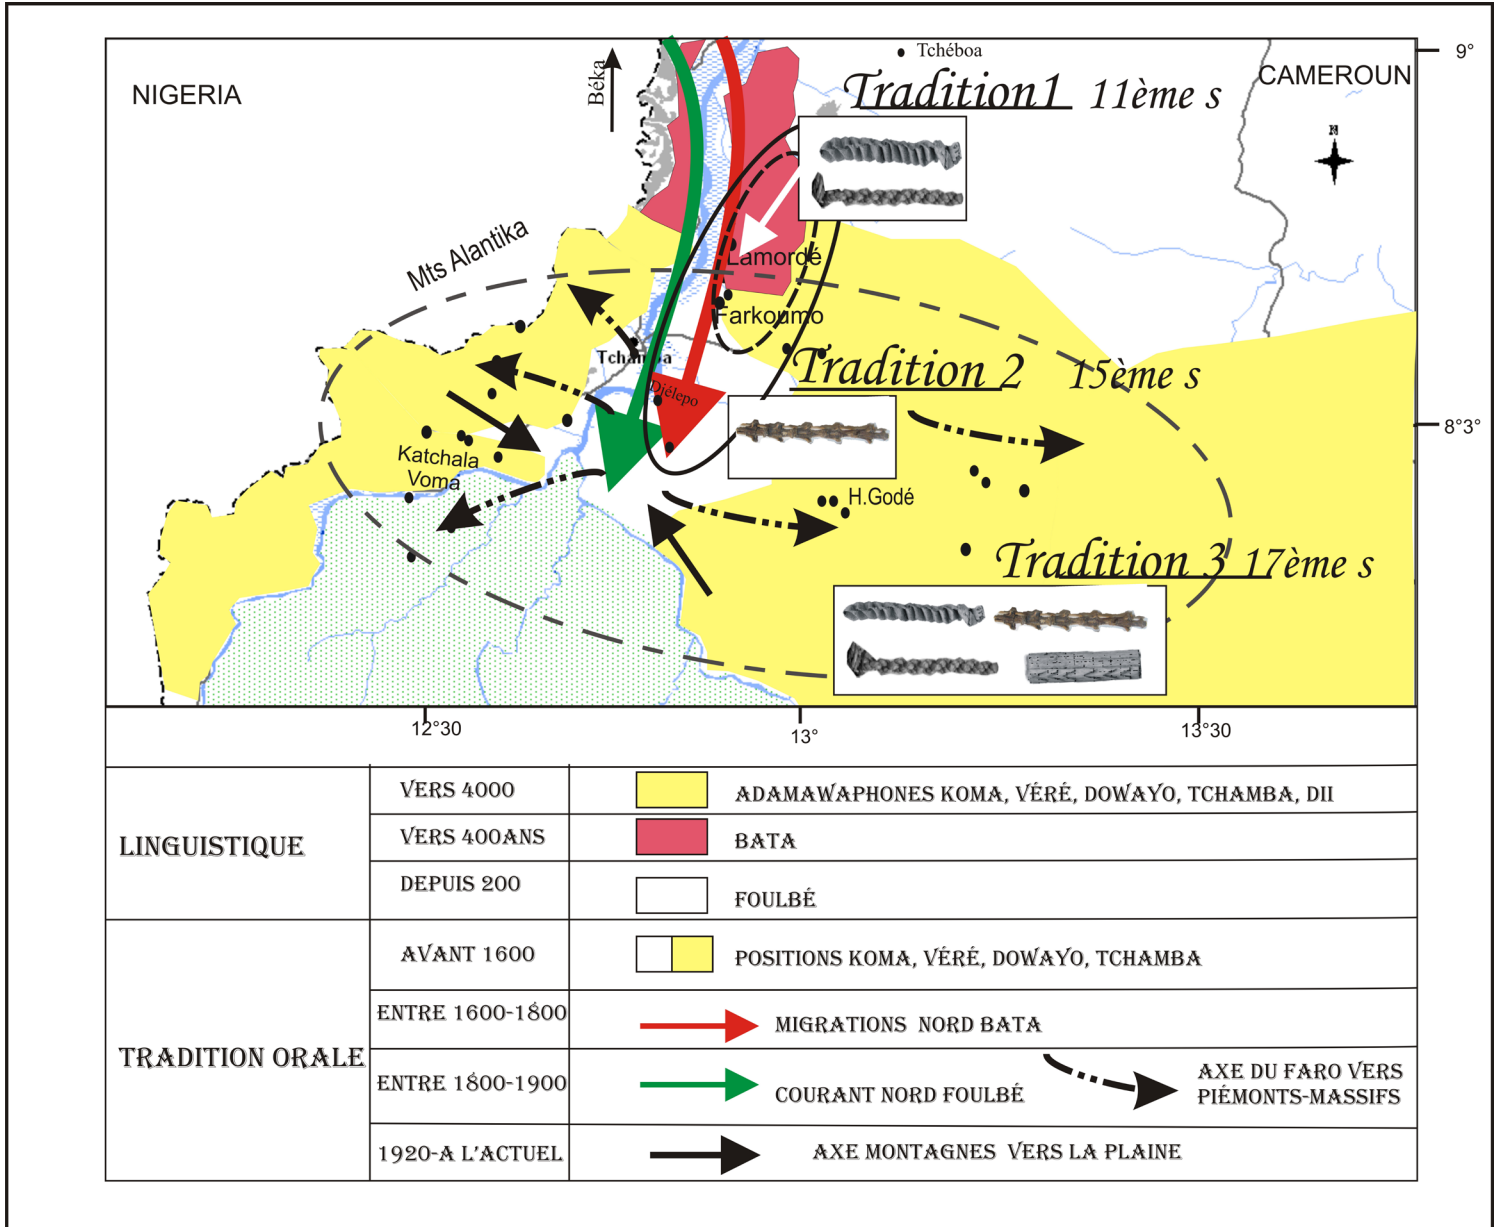 Tchéboa
9°
NIGERIA
Béka
Tradition1 11ème s
CAMEROUN
N
Mts Alantika
Lamordé
Farkoumo
Tradition 2 15ème s
Djélepo
8°3°
Katchala
Voma
H.Godé
Tradition 3 17ème s
12°30
13°
13°30
LINGUISTIQUE
VERS 4000
ADAMAWAPHONES KOMA, VÉRÉ, DOWAYO, TCHAMBA, DII
VERS 400ANS
BATA
DEPUIS 200
FOULBÉ
TRADITION ORALE
AVANT 1600
POSITIONS KOMA, VÉRÉ, DOWAYO, TCHAMBA
ENTRE 1600-1800
MIGRATIONS NORD BATA
ENTRE 1800-1900
COURANT NORD FOULBÉ
AXE DU FARO VERS
PIÉMONTS-MASSIFS
1920-A L'ACTUEL
AXE MONTAGNES VERS LA PLAINE